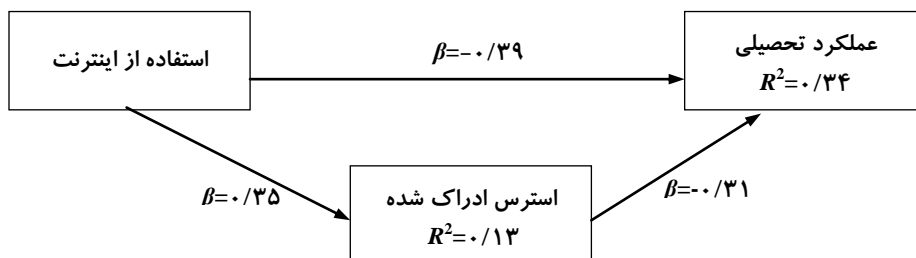 استفاده از اینترنت
β=-۰/۳۹
عملکرد تحصیلی
R²=۰/۳۴
β=۰/۳۵
استرس ادراک شده
R²=۰/۱۳
β=-۰/۳۱